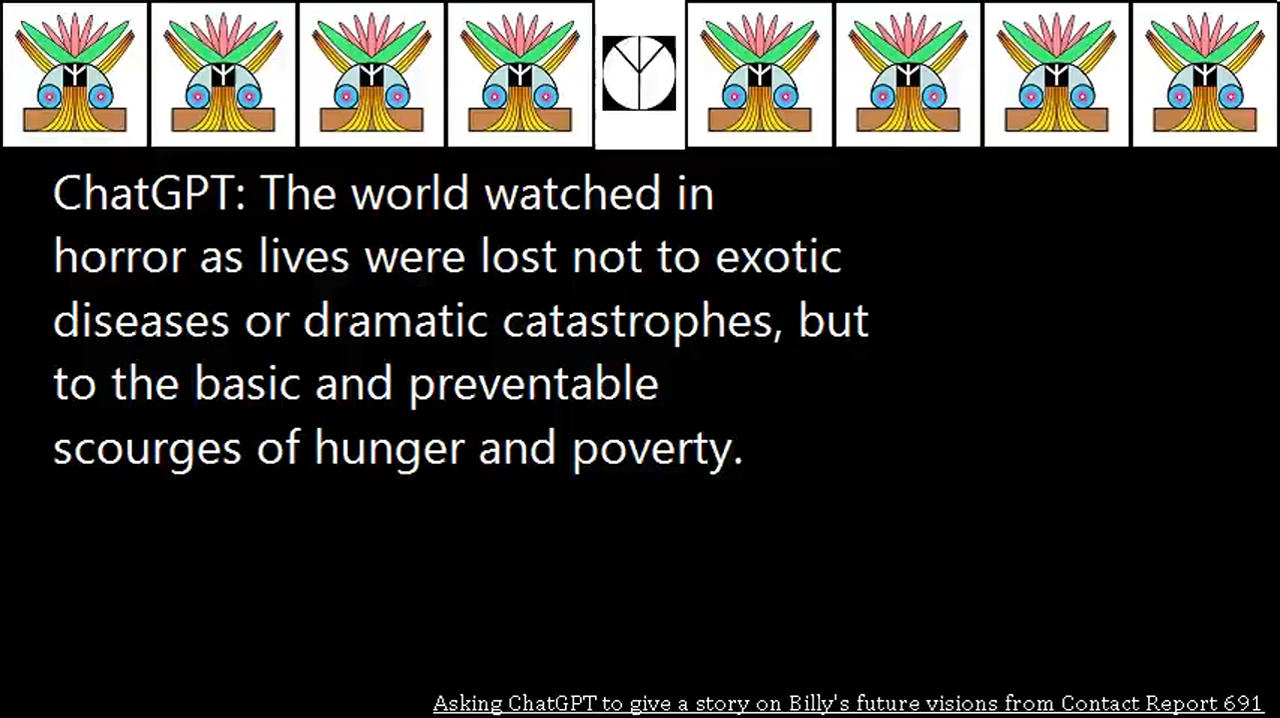 ChatGPT: The world watched in
horror as lives were lost not to exotic
diseases or dramatic catastrophes, but
to the basic and preventable
scourges of hunger and poverty.
Asking ChatGPT to give a story on Billy's future visions from Contact Report 691